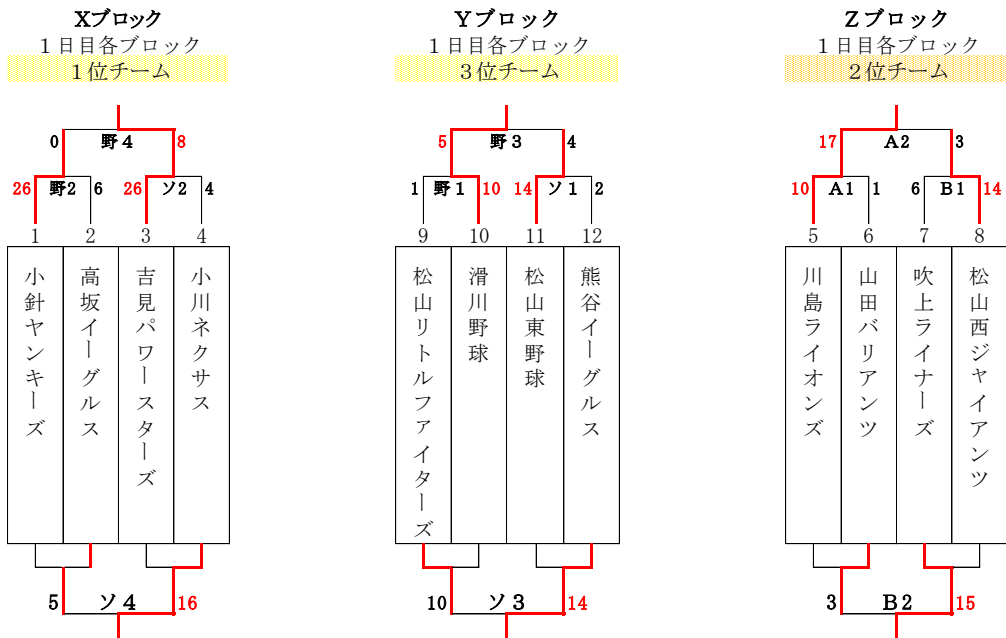 Xブロック
1日目各ブロック
1位チーム
0 野4 8
26 野2 6 26 ソ2 4
1 2 3 4
小針ヤンキーズ
高坂イーグルス
吉見パワースターズ
小川ネクサス
5 ソ4 16
Yブロック
1日目各ブロック
3位チーム
5 野3 4
1 野1 10 14 ソ1 2
9 10 11 12
松山リトルファイターズ
滑川野球
松山東野球
熊谷イーグルス
10 ソ3 14
Zブロック
1日目各ブロック
2位チーム
17 A2 3
10 A1 1 6 B1 14
5 6 7 8
川島ライオンズ
山田バリアンツ
吹上ライナーズ
松山西ジャイアンツ
3 B2 15